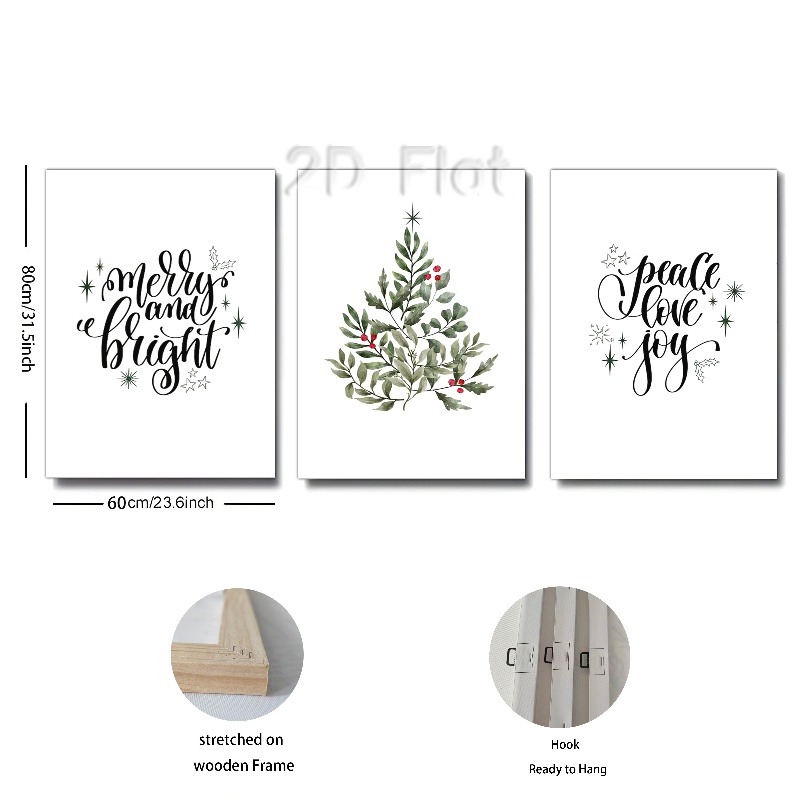 2D Flat
merry
and
bright
peace
love
joy
80cm/31.5inch
60cm/23.6inch
stretched on
wooden Frame
Hook
Ready to Hang